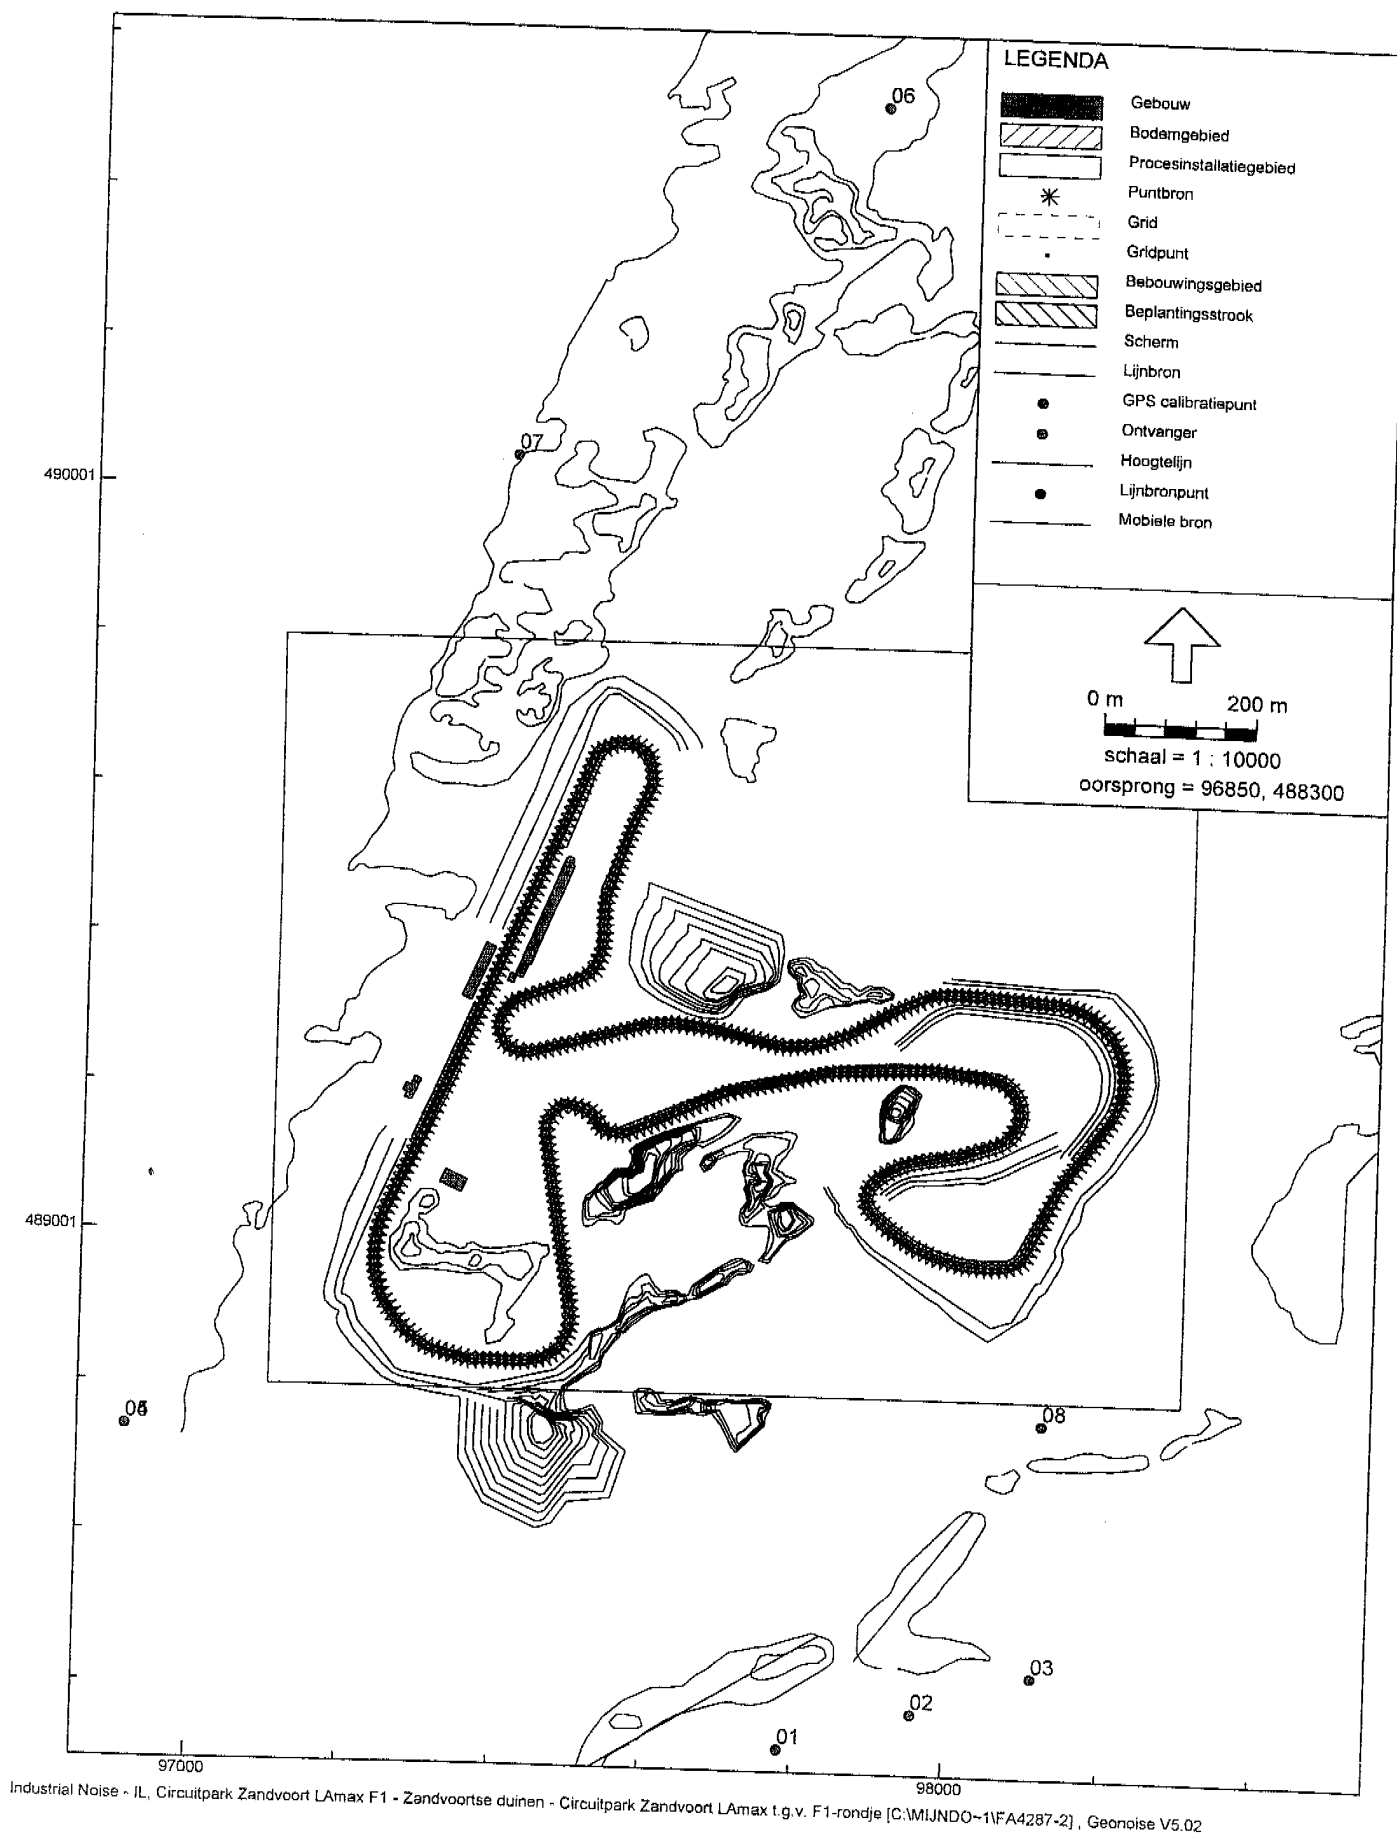 LEGENDA
Gebouw
Bodemgebied
Procesinstallatiegebied
Puntbron
Grid
Gridpunt
Bebouwingsgebied
Beplantingsstrook
Scherm
Lijnbron
GPS calibratiepunt
Ontvanger
Hoogtelijn
Lijnbronpunt
Mobiele bron
0 m 200 m
schaal = 1 : 10000
oorsprong = 96850, 488300
06
07
490001
489001
08
03
02
01
97000 98000
Industrial Noise - IL, Circuitpark Zandvoort LAmax F1 - Zandvoortse duinen - Circuitpark Zandvoort LAmax t.g.v. F1-rondje [C:\MIJNDO~1\FA4287-2] , Geonoise V5.02